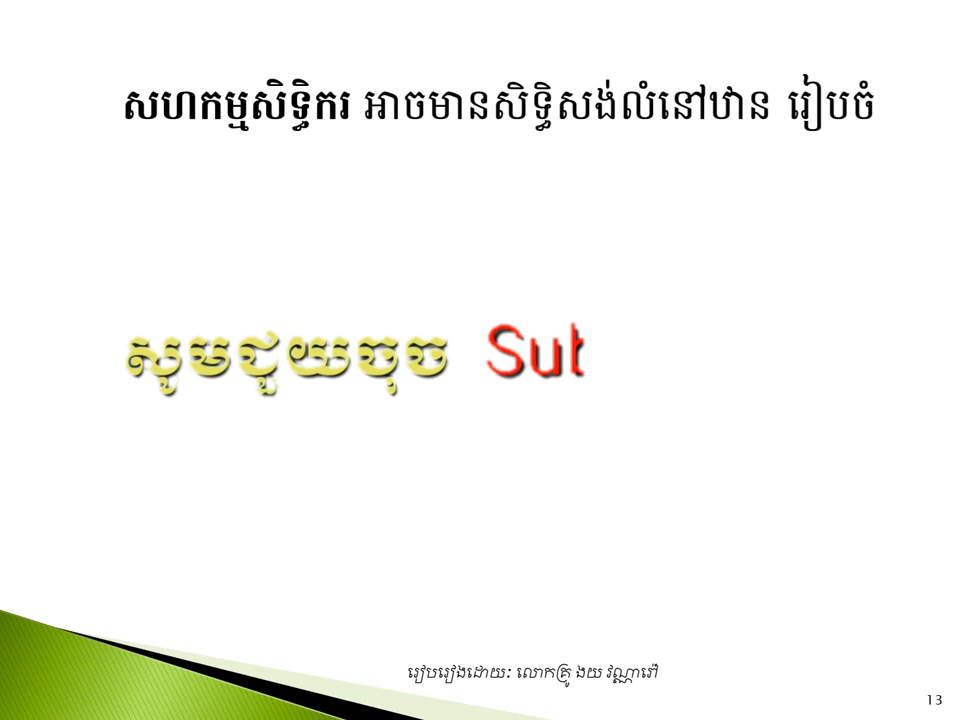 សហកម្មសិទ្ធិករ អាចមានសិទ្ធិសង់លំនៅឋាន រៀបចំ
សូមជួយចុច Sut
រៀបរៀងដោយៈ លោកគ្រូ ងយ វណ្ណារៅ
13